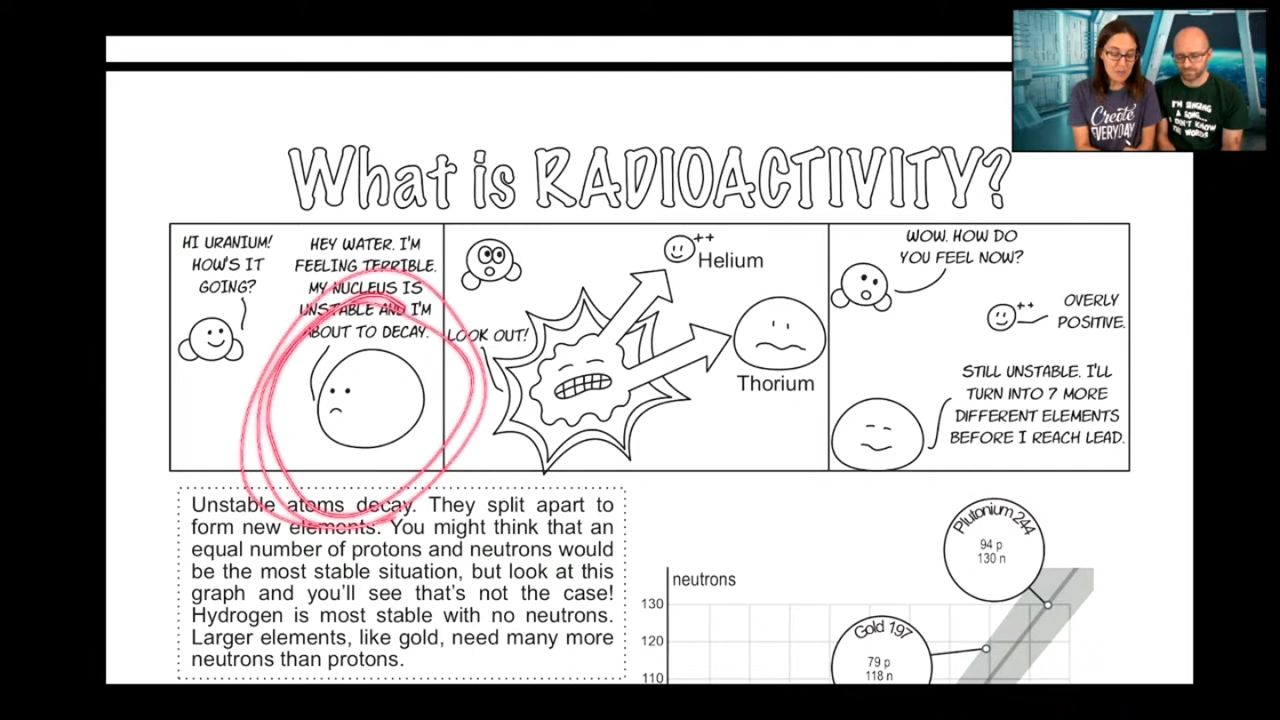 What is RADIOACTIVITY?
HI URANIUM!
HOW'S IT
GOING?
HEY WATER. I'M
FEELING TERRIBLE.
MY NUCLEUS IS
UNSTABLE AND I'M
ABOUT TO DECAY.
LOOK OUT!
++
Helium
Thorium
WOW. HOW DO
YOU FEEL NOW?
++
OVERLY
POSITIVE.
STILL UNSTABLE. I'LL
TURN INTO 7 MORE
DIFFERENT ELEMENTS
BEFORE I REACH LEAD.
Unstable atoms decay. They split apart to
form new elements. You might think that an
equal number of protons and neutrons would
be the most stable situation, but look at this
graph and you'll see that's not the case!
Hydrogen is most stable with no neutrons.
Larger elements, like gold, need many more
neutrons than protons.
neutrons
130
120
110
Plutonium 244
94 p
130 n
Gold 197
79 p
118 n
Create
EVERYDAY
I'M SINGING
A SONG...
I DON'T KNOW
THE WORDS